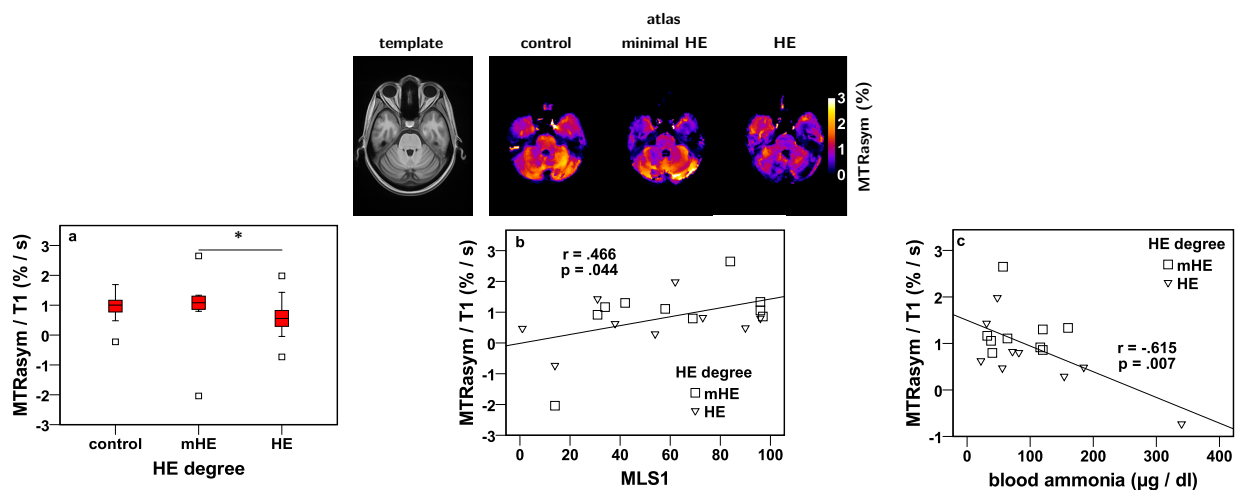 atlas
template control minimal HE HE
3
2
1
0
MTRasym (%)
a
*
MTRasym / T1 (% / s)
3
2
1
0
-1
-2
-3
control mHE HE
HE degree
b
r = .466
p = .044
MTRasym / T1 (% / s)
3
2
1
0
-1
-2
-3
HE degree
mHE
HE
0 20 40 60 80 100
MLS1
c
HE degree
mHE
HE
MTRasym / T1 (% / s)
3
2
1
0
-1
r = -.615
p = .007
0 100 200 300 400
blood ammonia (µg / dl)